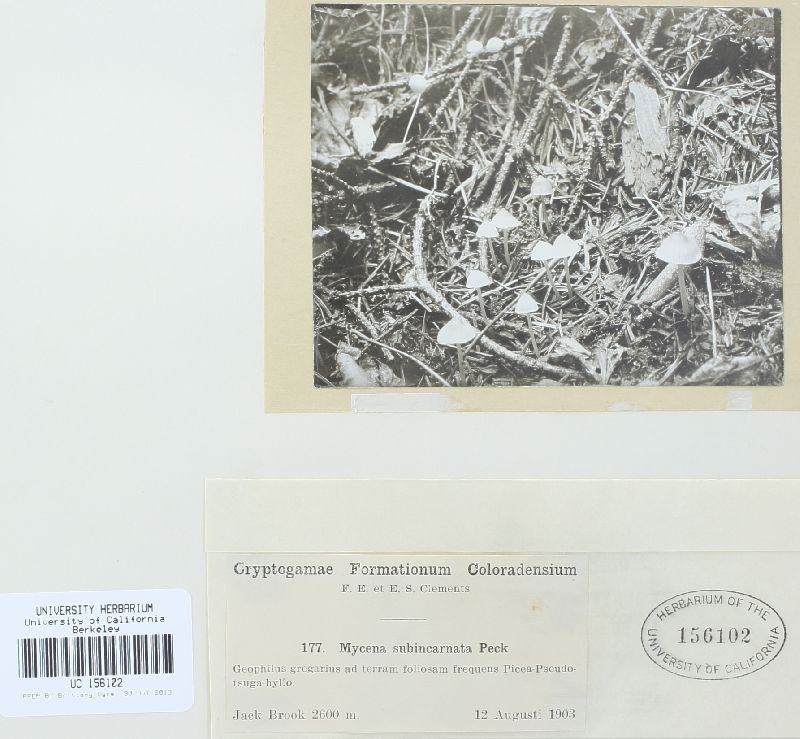 Cryptogamae Formationum Coloradensium
F. E. et E. S. Clements
177. Mycena subincarnata Peck
Geophilus gregarius ad terram foliosam frequens Picea-Pseudo-
tsuga-hylio.
Jack Brook 2600 m.
12 Augusti 1903
HERBARIUM OF THE
156102
UNIVERSITY OF CALIFORNIA
UNIVERSITY HERBARIUM
University of California
Berkeley
UC 156102